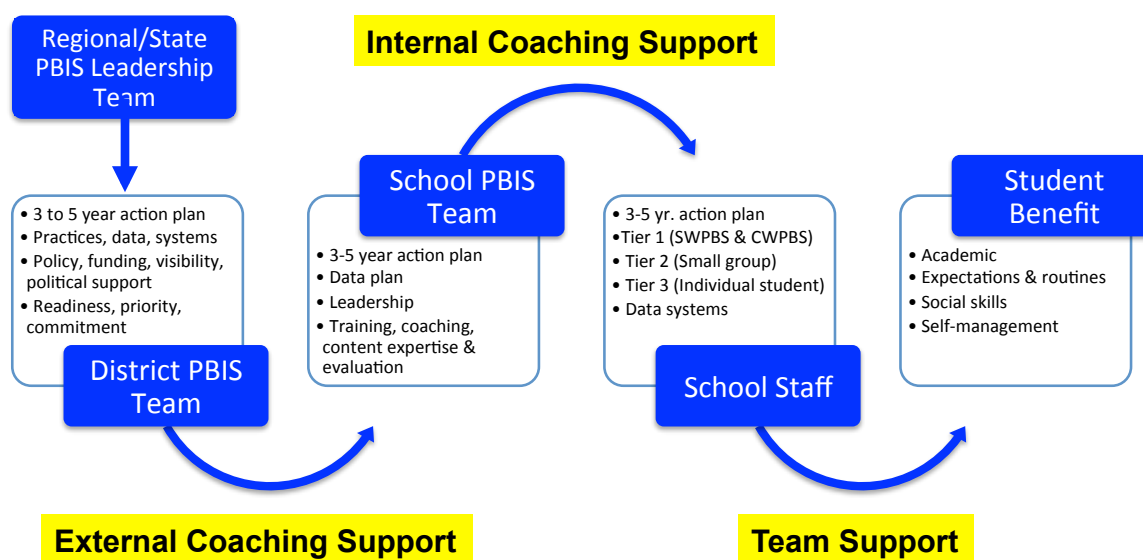 Regional/State
PBIS Leadership
Team
Internal Coaching Support
• 3 to 5 year action plan
• Practices, data, systems
• Policy, funding, visibility,
political support
• Readiness, priority,
commitment
District PBIS
Team
School PBIS
Team
• 3-5 year action plan
• Data plan
• Leadership
• Training, coaching,
content expertise &
evaluation
• 3-5 yr. action plan
•Tier 1 (SWPBS & CWPBS)
• Tier 2 (Small group)
• Tier 3 (Individual student)
• Data systems
School Staff
Student
Benefit
• Academic
• Expectations & routines
• Social skills
• Self-management
External Coaching Support
Team Support